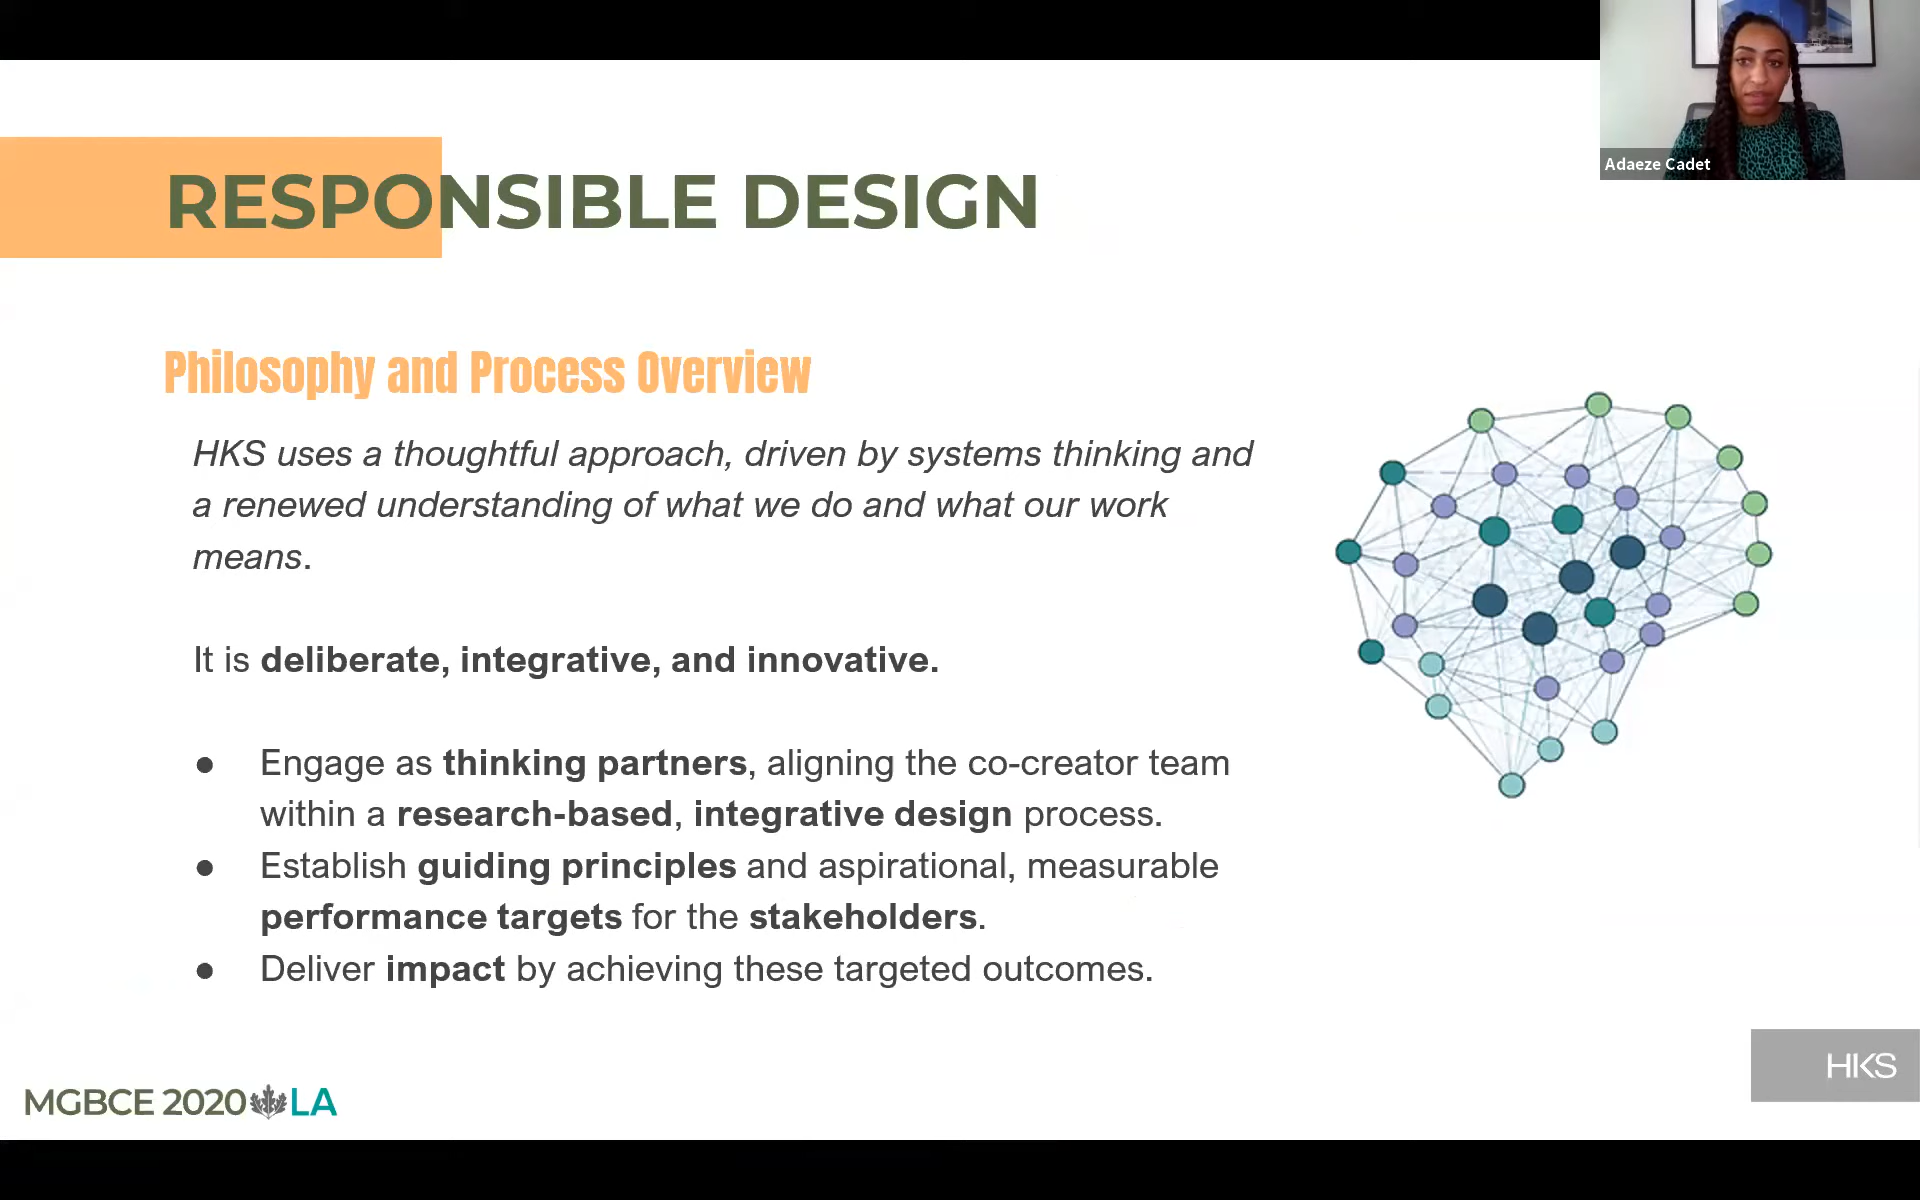 Adaeze Cadet
RESPONSIBLE DESIGN
Philosophy and Process Overview
HKS uses a thoughtful approach, driven by systems thinking and
a renewed understanding of what we do and what our work
means.
It is deliberate, integrative, and innovative.
● Engage as thinking partners, aligning the co-creator team
within a research-based, integrative design process.
● Establish guiding principles and aspirational, measurable
performance targets for the stakeholders.
● Deliver impact by achieving these targeted outcomes.
HKS
MGBCE 2020 LA